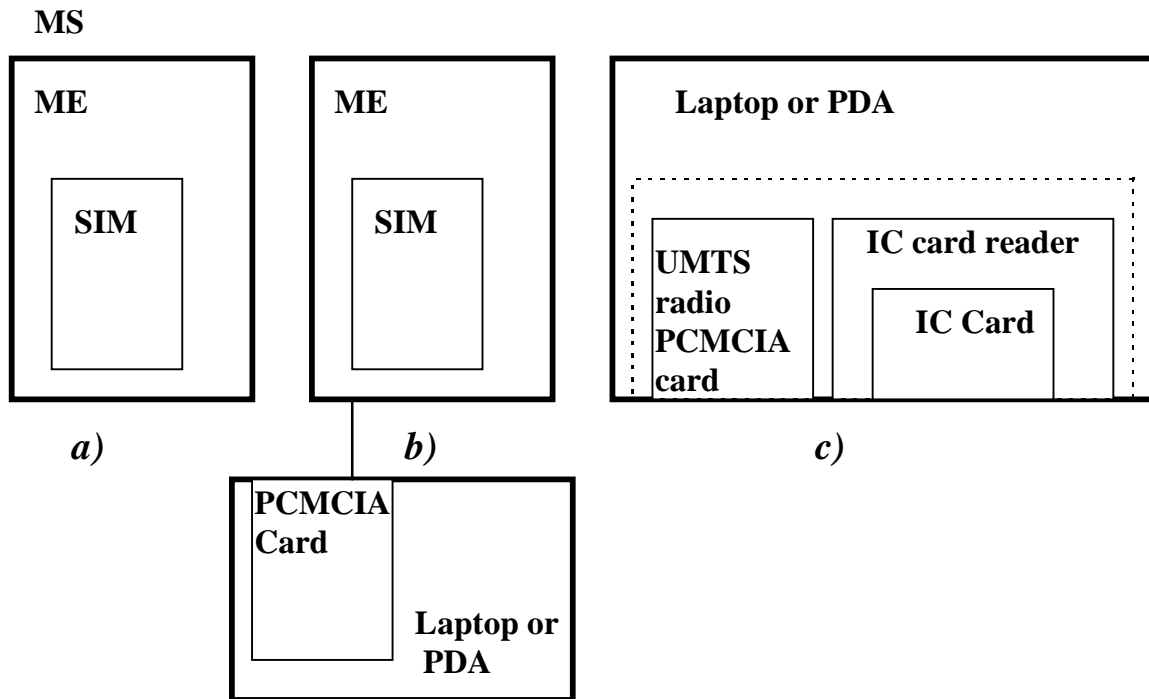 MS
ME
SIM
ME
SIM
Laptop or PDA
UMTS
radio
PCMCIA
card
IC card reader
IC Card
a)
b)
c)
PCMCIA
Card
Laptop or
PDA